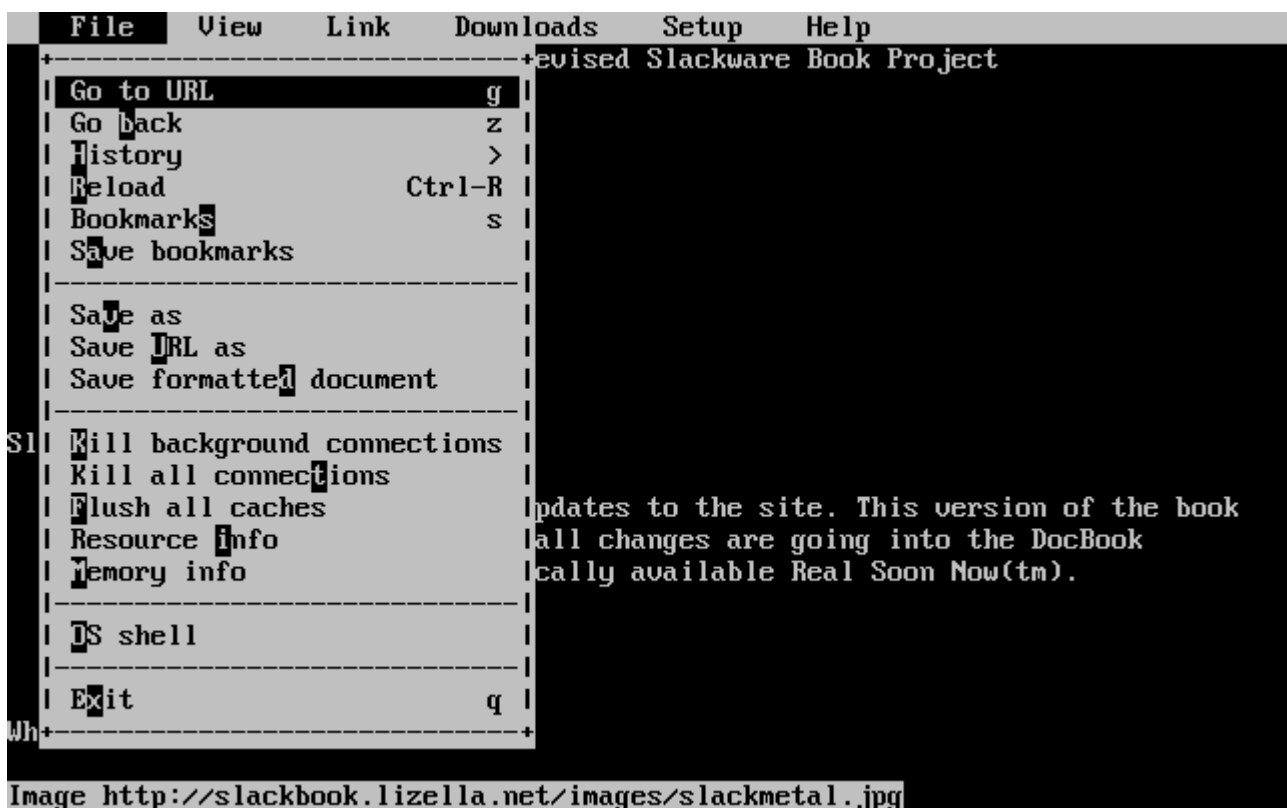 File View Link Downloads Setup Help
evised Slackware Book Project
Go to URL g
Go back z
History >
Reload Ctrl-R
Bookmarks s
Save bookmarks
Save as
Save URL as
Save formatted document
Sl Kill background connections
Kill all connections
Flush all caches pdates to the site. This version of the book
Resource info all changes are going into the DocBook
Memory info cally available Real Soon Now(tm).
OS shell
Exit q
Wh
Image http://slackbook.lizella.net/images/slackmetal.jpg